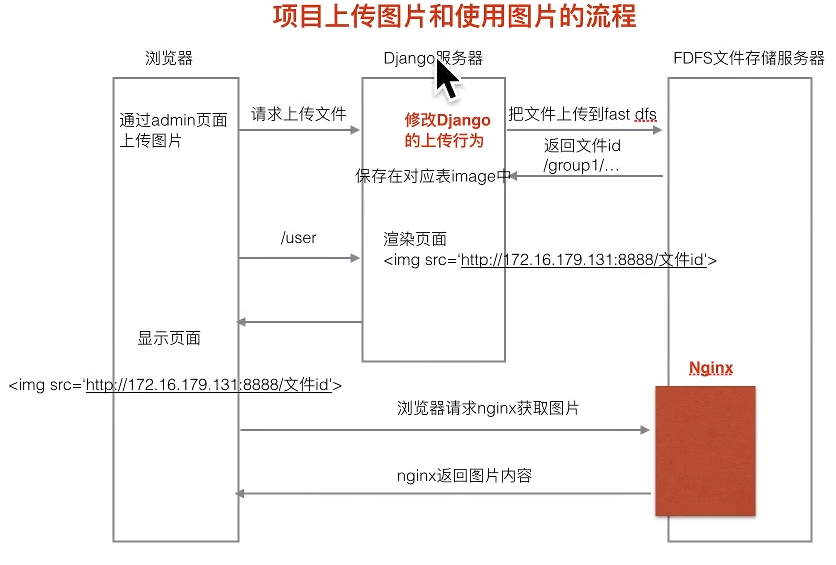 项目上传图片和使用图片的流程
浏览器
Django服务器
FDFS文件存储服务器
通过admin页面
上传图片
请求上传文件
修改Django
的上传行为
把文件上传到fast dfs
返回文件id
/group1/...
保存在对应表image中
/user
渲染页面
<img src='http://172.16.179.131:8888/文件id'>
显示页面
<img src='http://172.16.179.131:8888/文件id'>
Nginx
浏览器请求nginx获取图片
nginx返回图片内容